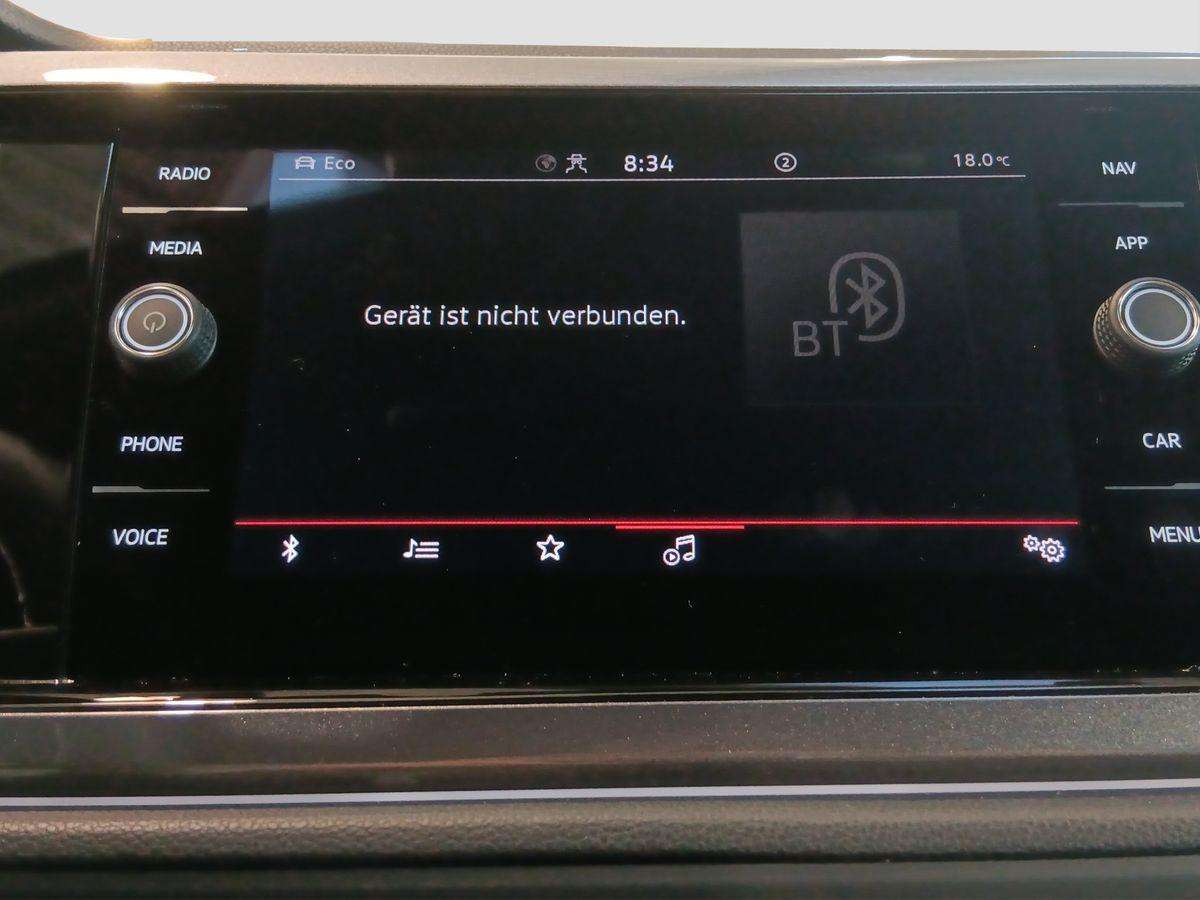 RADIO
MEDIA
PHONE
VOICE
Eco
8:34
2
18.0 °C
Gerät ist nicht verbunden.
BT
NAV
APP
CAR
MENU